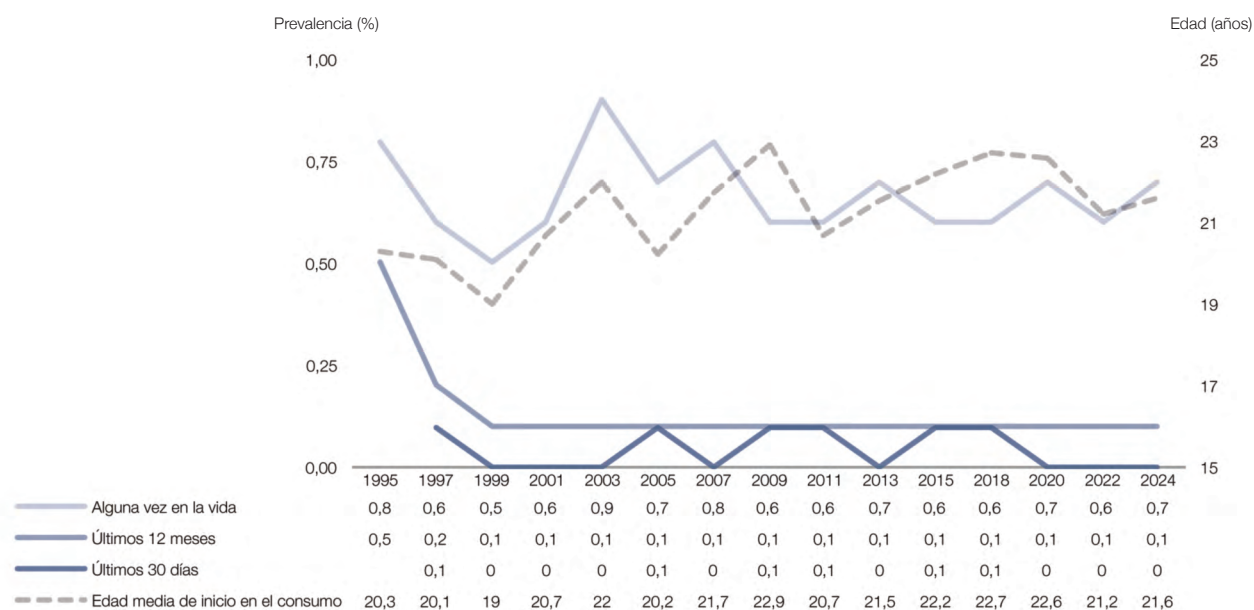 Prevalencia (%)
Edad (años)
1,00
25
0,75
23
21
0,50
19
0,25
17
0,00
15
1995 1997 1999 2001 2003 2005 2007 2009 2011 2013 2015 2018 2020 2022 2024
Alguna vez en la vida 0,8 0,6 0,5 0,6 0,9 0,7 0,8 0,6 0,6 0,7 0,6 0,6 0,7 0,6 0,7
Últimos 12 meses 0,5 0,2 0,1 0,1 0,1 0,1 0,1 0,1 0,1 0,1 0,1 0,1 0,1 0,1 0,1
Últimos 30 días 0,1 0 0 0 0,1 0 0,1 0,1 0 0,1 0,1 0 0 0
Edad media de inicio en el consumo 20,3 20,1 19 20,7 22 20,2 21,7 22,9 20,7 21,5 22,2 22,7 22,6 21,2 21,6